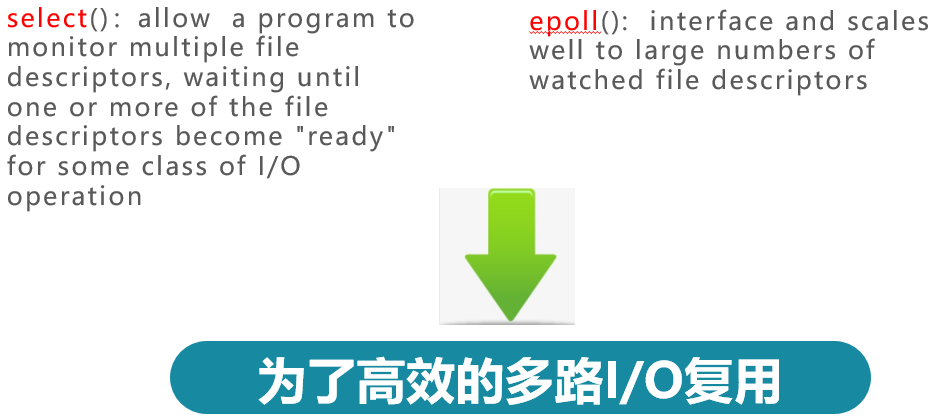 select(): allow  a program to
monitor multiple file
descriptors, waiting until
one or more of the file
descriptors become "ready"
for some class of I/O
operation
epoll():  interface and scales
well to large numbers of
watched file descriptors
为了高效的多路I/O复用